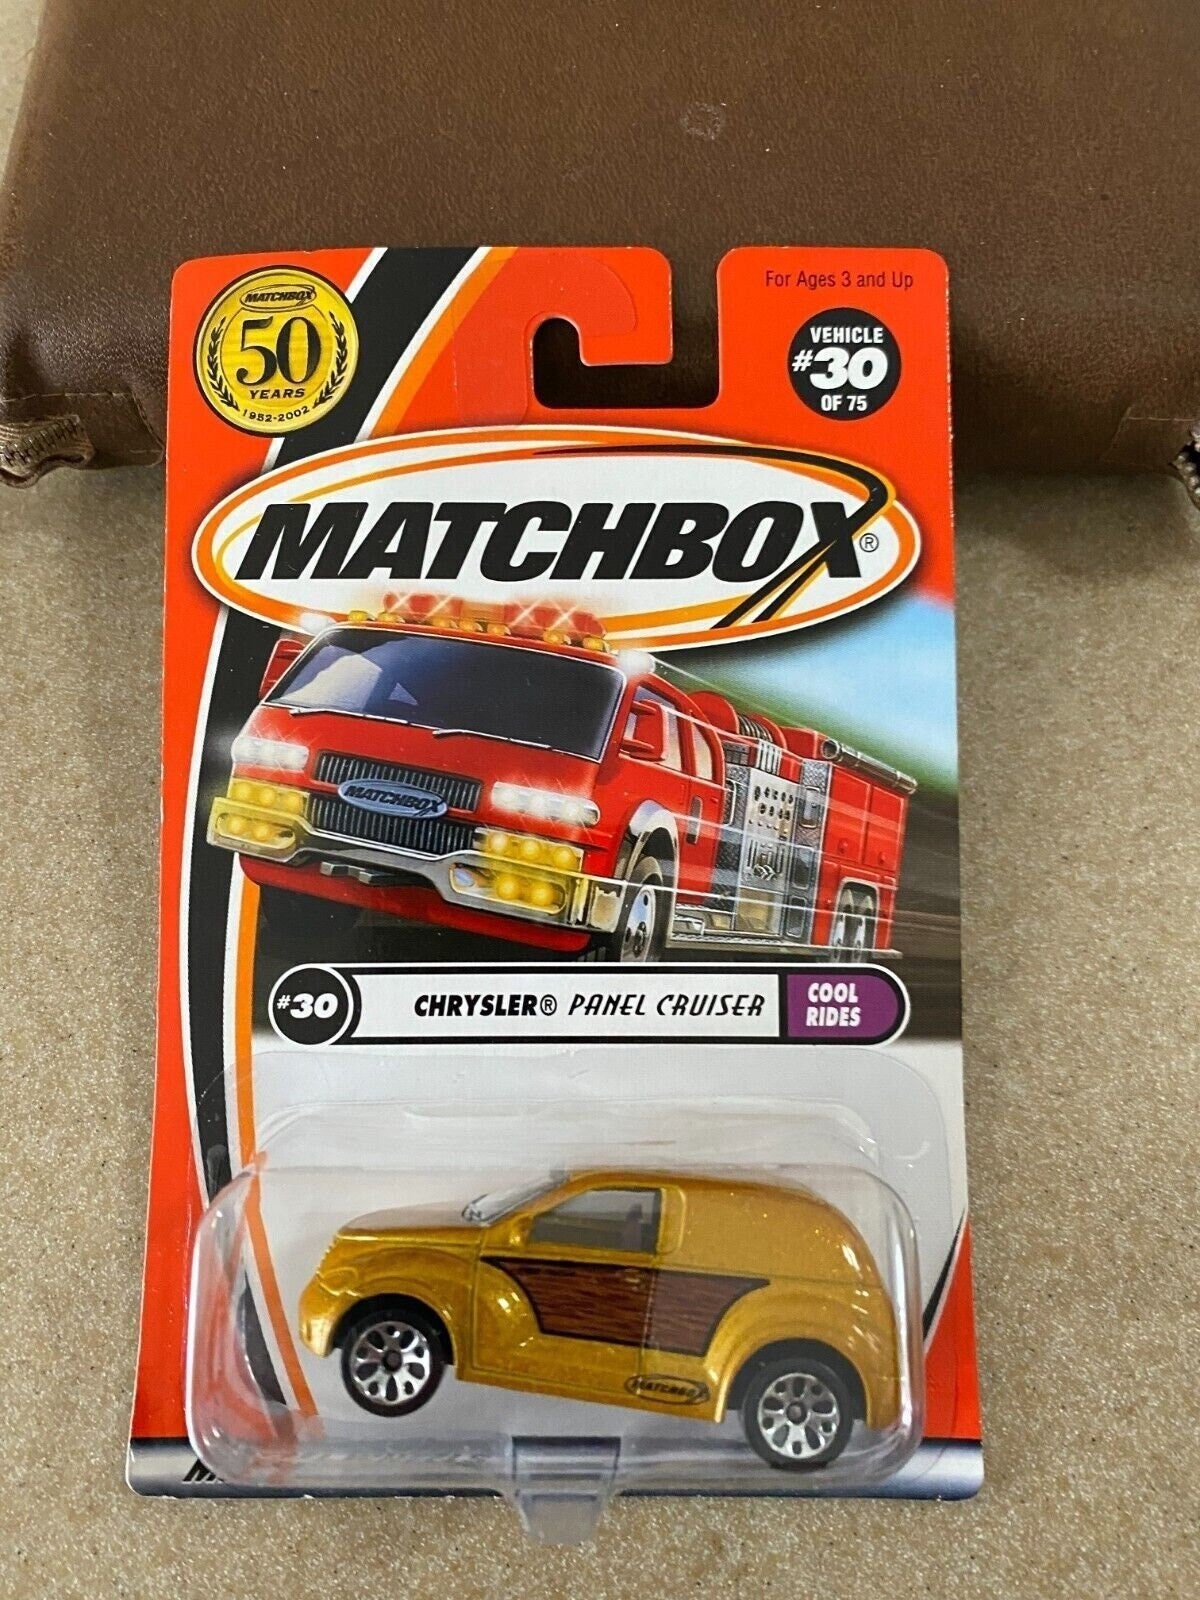 MATCHBOX
50
YEARS
1952-2002
For Ages 3 and Up
VEHICLE
#30
OF 75
MATCHBOX®
MATCHBOX
#30
CHRYSLER® PANEL CRUISER
COOL
RIDES
MATCHBOX